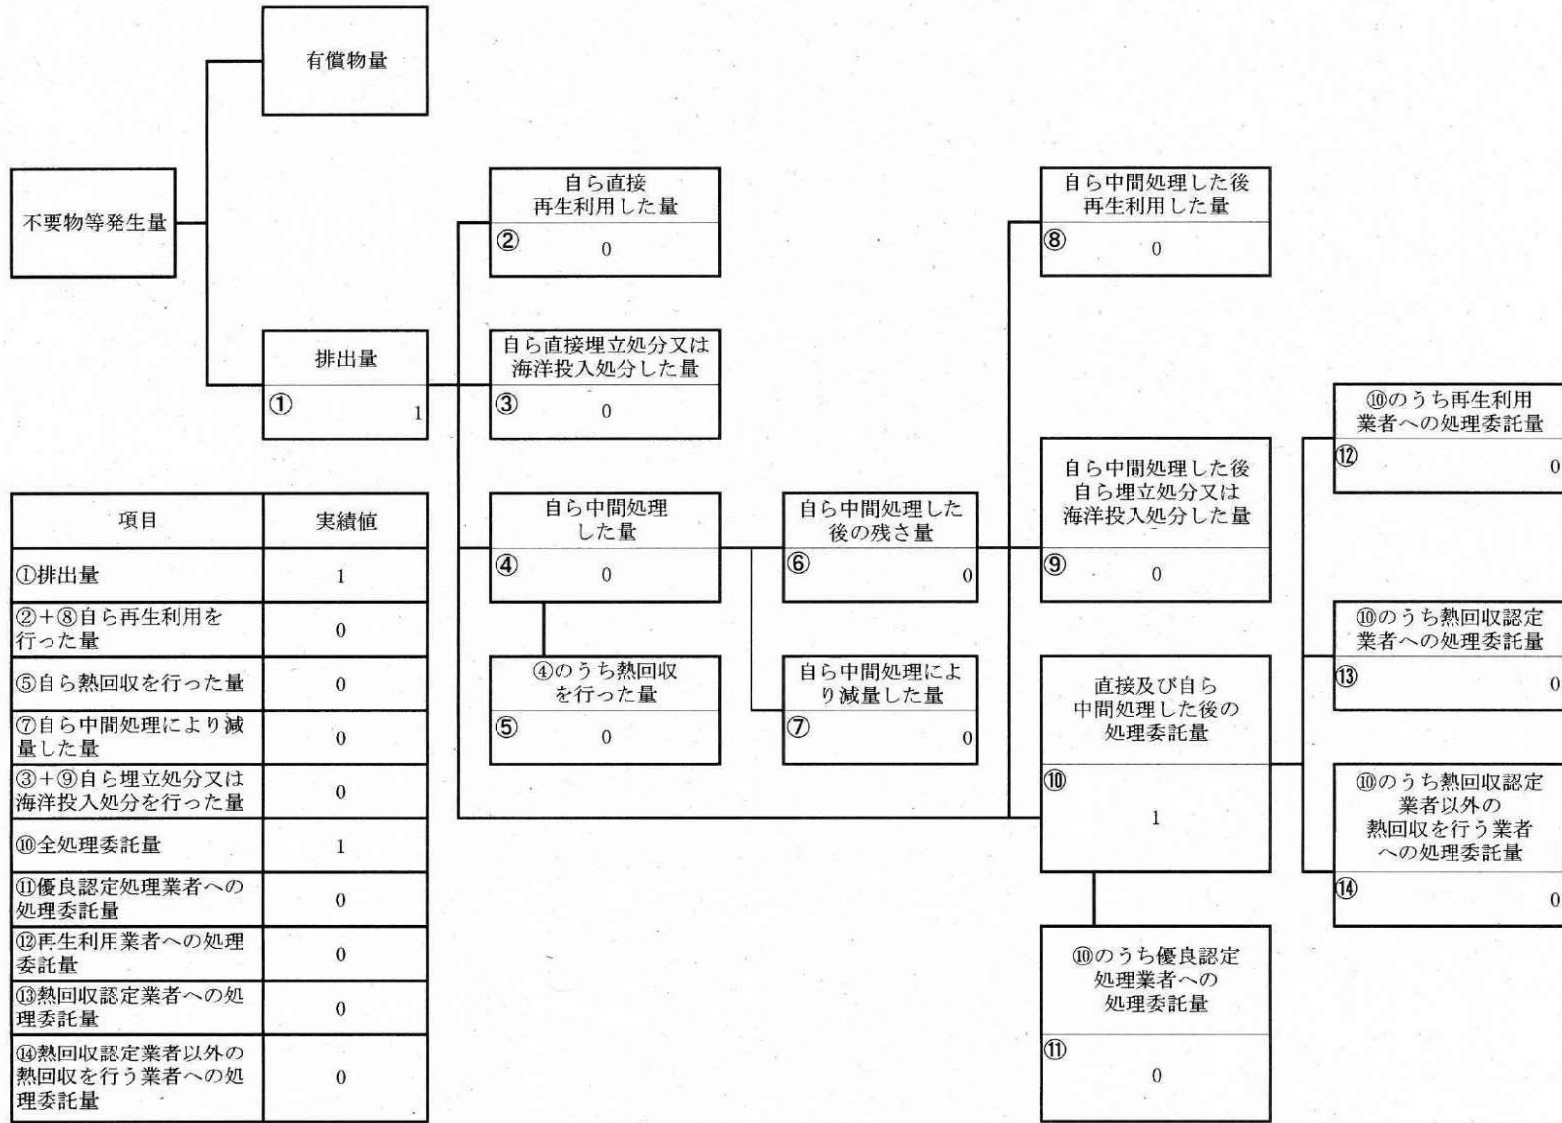 有償物量
不要物等発生量
排出量
①
1
自ら直接
再生利用した量
②
0
自ら直接埋立処分又は
海洋投入処分した量
③
0
自ら中間処理
した量
④
0
④のうち熱回収
を行った量
⑤
0
自ら中間処理した
後の残さ量
⑥
0
自ら中間処理によ
り減量した量
⑦
0
自ら中間処理した後
再生利用した量
⑧
0
自ら中間処理した後
自ら埋立処分又は
海洋投入処分した量
⑨
0
直接及び自ら
中間処理した後の
処理委託量
⑩
1
⑩のうち優良認定
処理業者への
処理委託量
⑪
0
⑩のうち再生利用
業者への処理委託量
⑫
0
⑩のうち熱回収認定
業者への処理委託量
⑬
0
⑩のうち熱回収認定
業者以外の
熱回収を行う業者
への処理委託量
⑭
0
項目 実績値
①排出量 1
②+⑧自ら再生利用を
行った量 0
⑤自ら熱回収を行った量 0
⑦自ら中間処理により減
量した量 0
③+⑨自ら埋立処分又は
海洋投入処分を行った量 0
⑩全処理委託量 1
⑪優良認定処理業者への
処理委託量 0
⑫再生利用業者への処理
委託量 0
⑬熱回収認定業者への処
理委託量 0
⑭熱回収認定業者以外の
熱回収を行う業者への処
理委託量 0